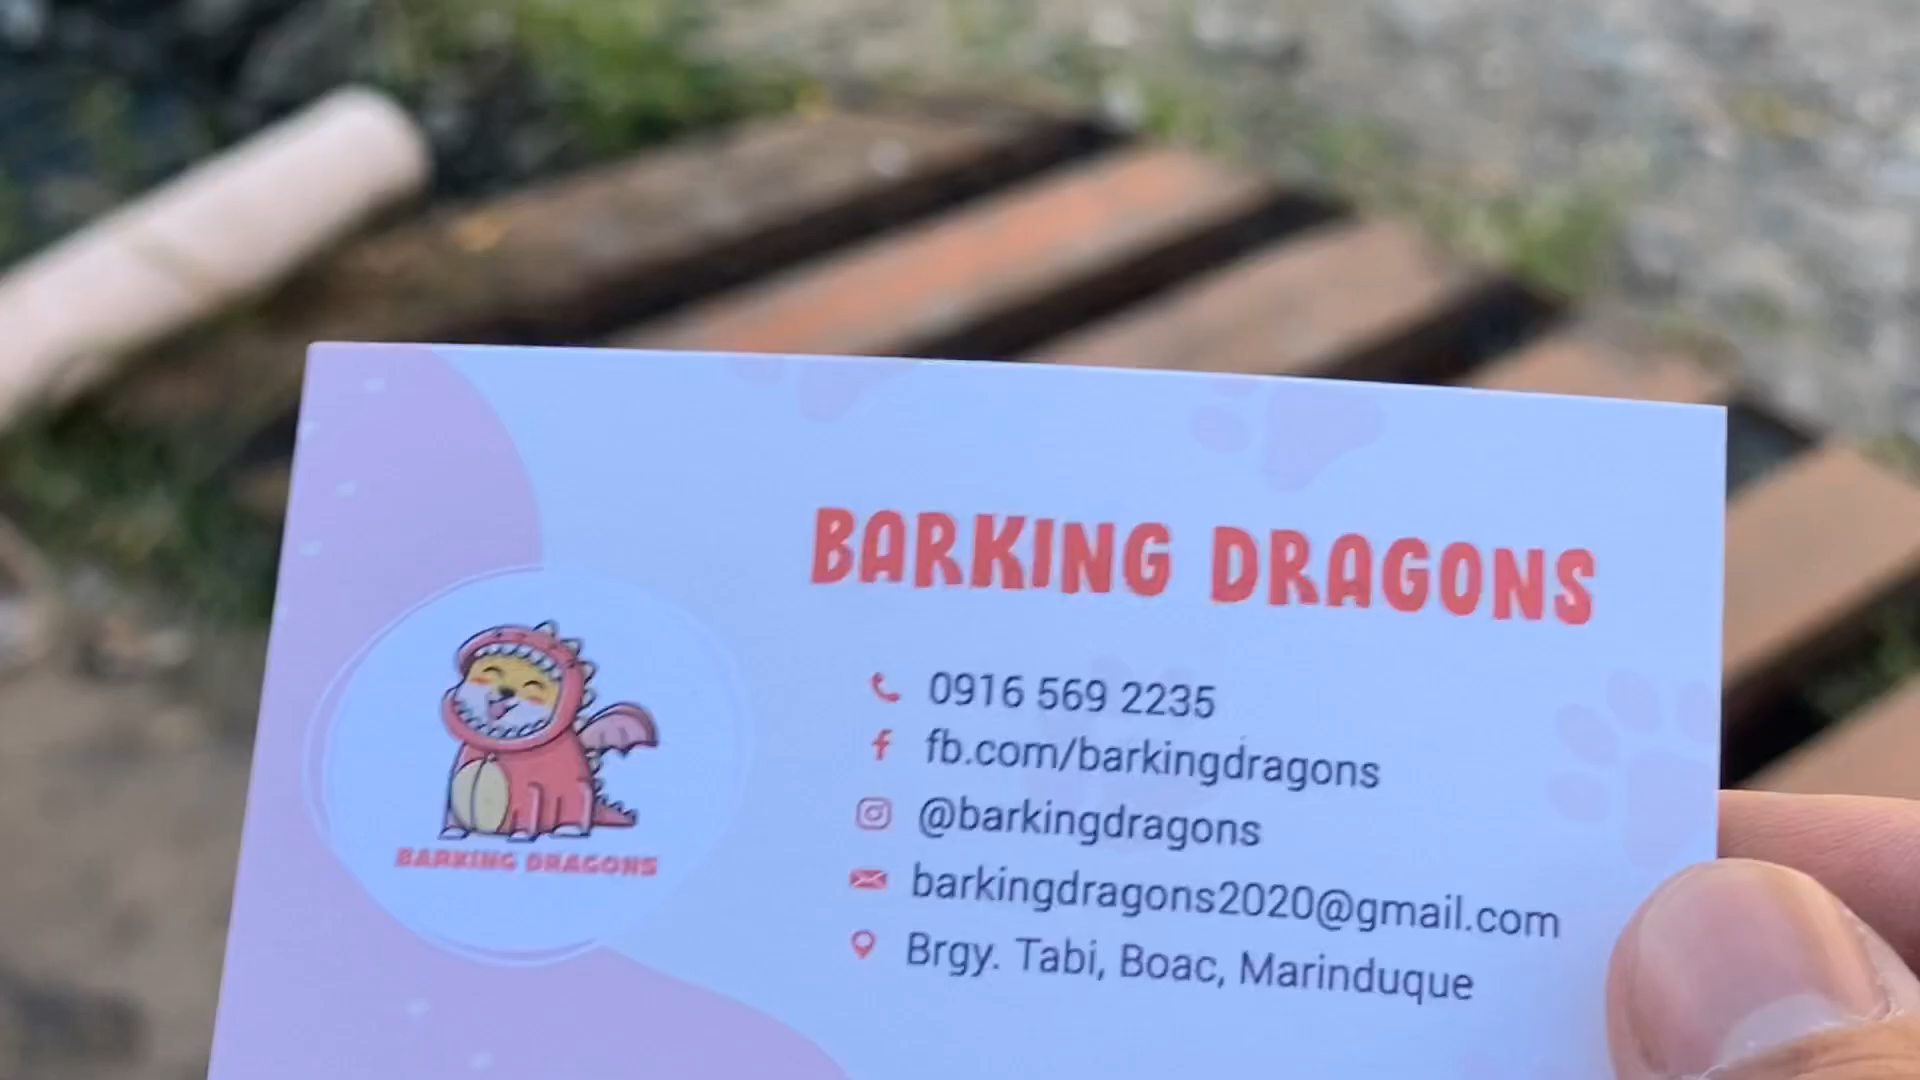 BARKING DRAGONS
0916 569 2235
fb.com/barkingdragons
@barkingdragons
barkingdragons2020@gmail.com
Brgy. Tabi, Boac, Marinduque
BARKING DRAGONS